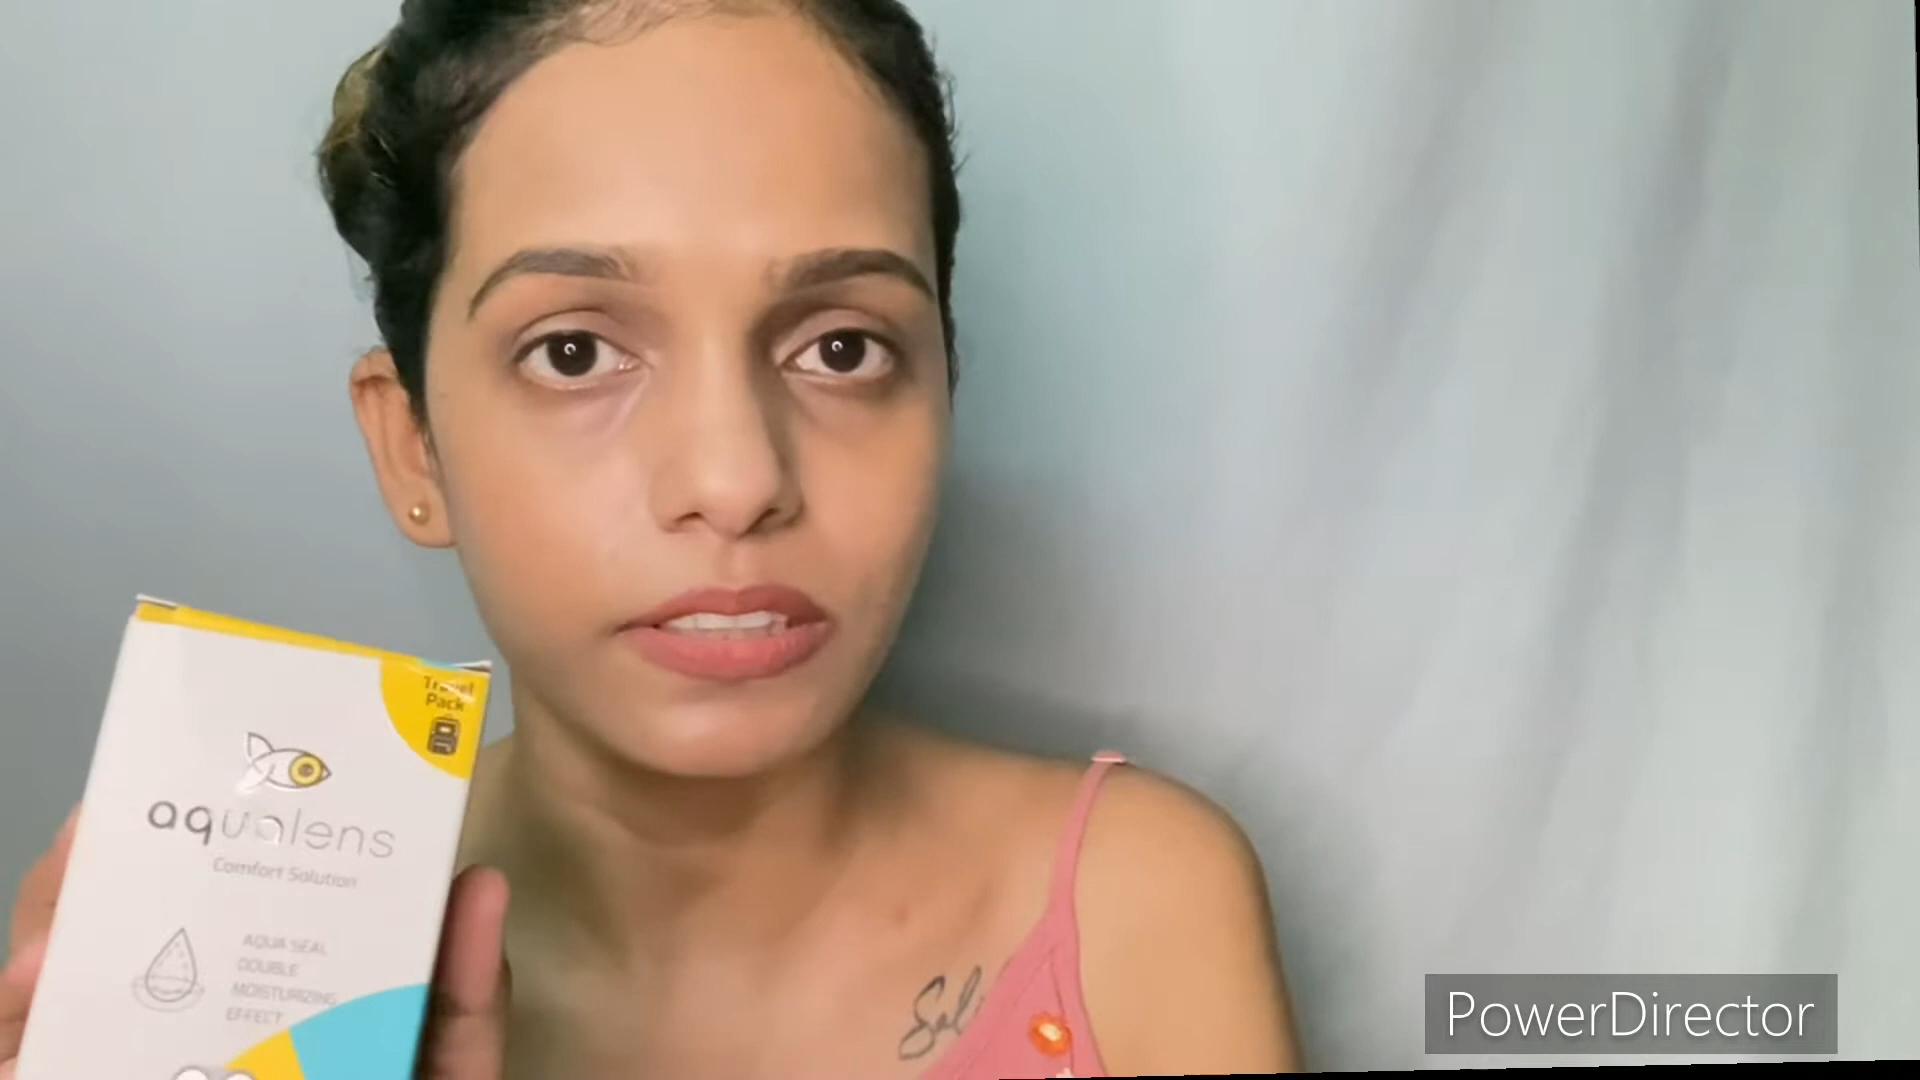 Travel
Pack
aqualens
Comfort Solution
AQUA SEAL
DOUBLE
MOISTURIZING
EFFECT
PowerDirector